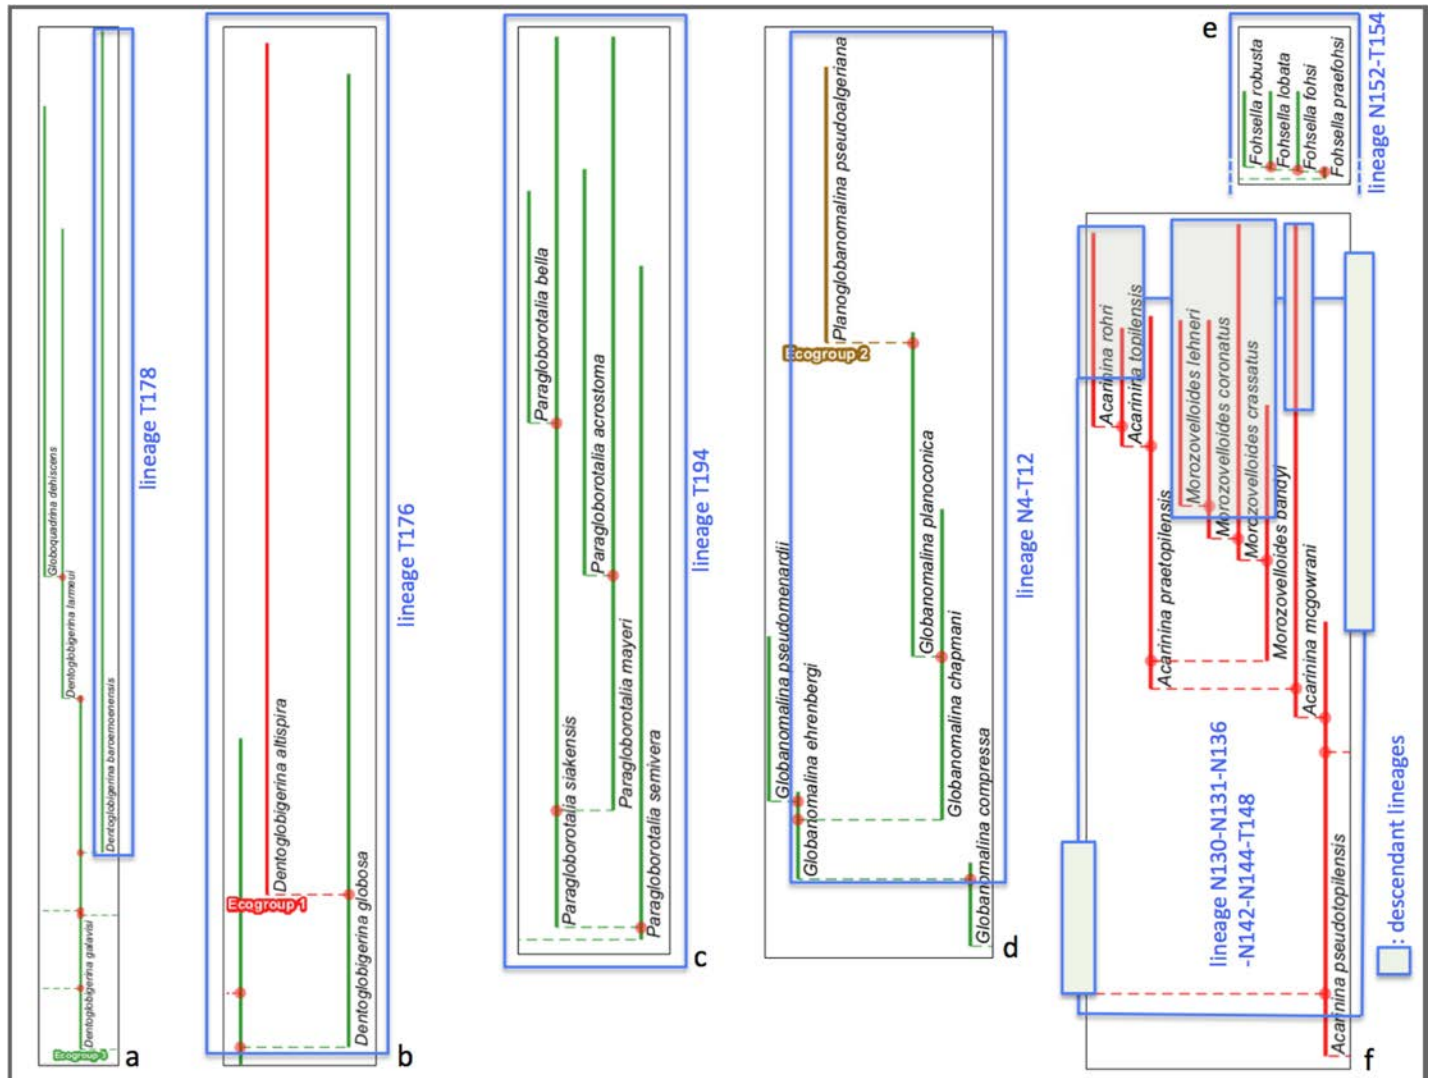 Globoquadrina dehiscens
Dentoglobigerina larmeui
Dentoglobigerina baroemoenensis
Dentoglobigerina galavisi
Ecogroup 3
a
lineage T178
Dentoglobigerina altispira
Ecogroup 1
Dentoglobigerina globosa
b
lineage T176
Paragloborotalia bella
Paragloborotalia acrostoma
Paragloborotalia siakensis
Paragloborotalia mayeri
Paragloborotalia semivera
c
lineage T194
Planoglobanomalina pseudoalgeriana
Ecogroup 2
Globanomalina planoconica
Globanomalina pseudomenardii
Globanomalina ehrenbergi
Globanomalina chapmani
Globanomalina compressa
d
lineage N4-T12
e
Fohsella robusta
Fohsella lobata
Fohsella fohsi
Fohsella praefohsi
lineage N152-T154
Acarinina rohri
Acarinina topilensis
Acarinina praetopilensis
Morozovelloides lehneri
Morozovelloides coronatus
Morozovelloides crassatus
Morozovelloides bandyi
Acarinina mcgowrani
Acarinina pseudotopilensis
lineage N130-N131-N136
-N142-N144-T148
f
: descendant lineages